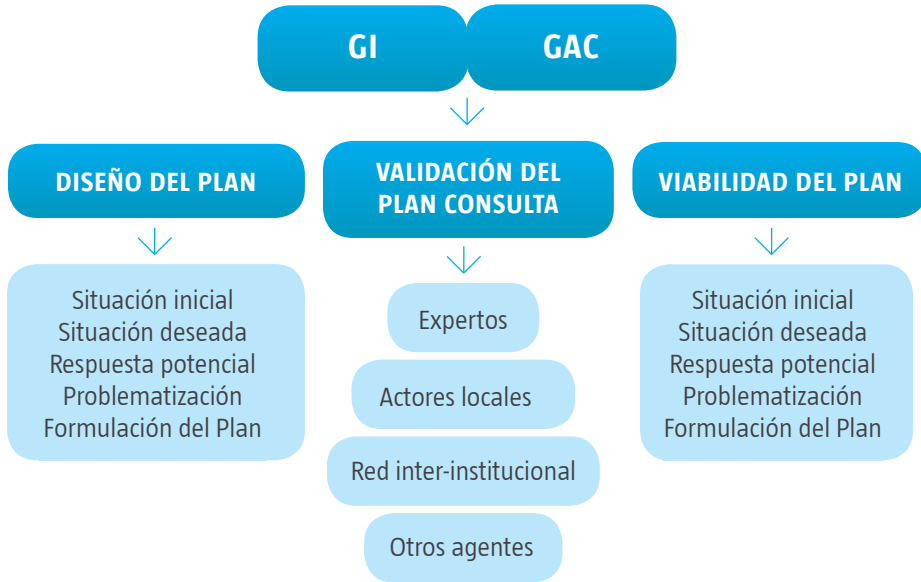 GI
GAC
DISEÑO DEL PLAN
Situación inicial
Situación deseada
Respuesta potencial
Problematización
Formulación del Plan
VALIDACIÓN DEL
PLAN CONSULTA
Expertos
Actores locales
Red inter-institucional
Otros agentes
VIABILIDAD DEL PLAN
Situación inicial
Situación deseada
Respuesta potencial
Problematización
Formulación del Plan